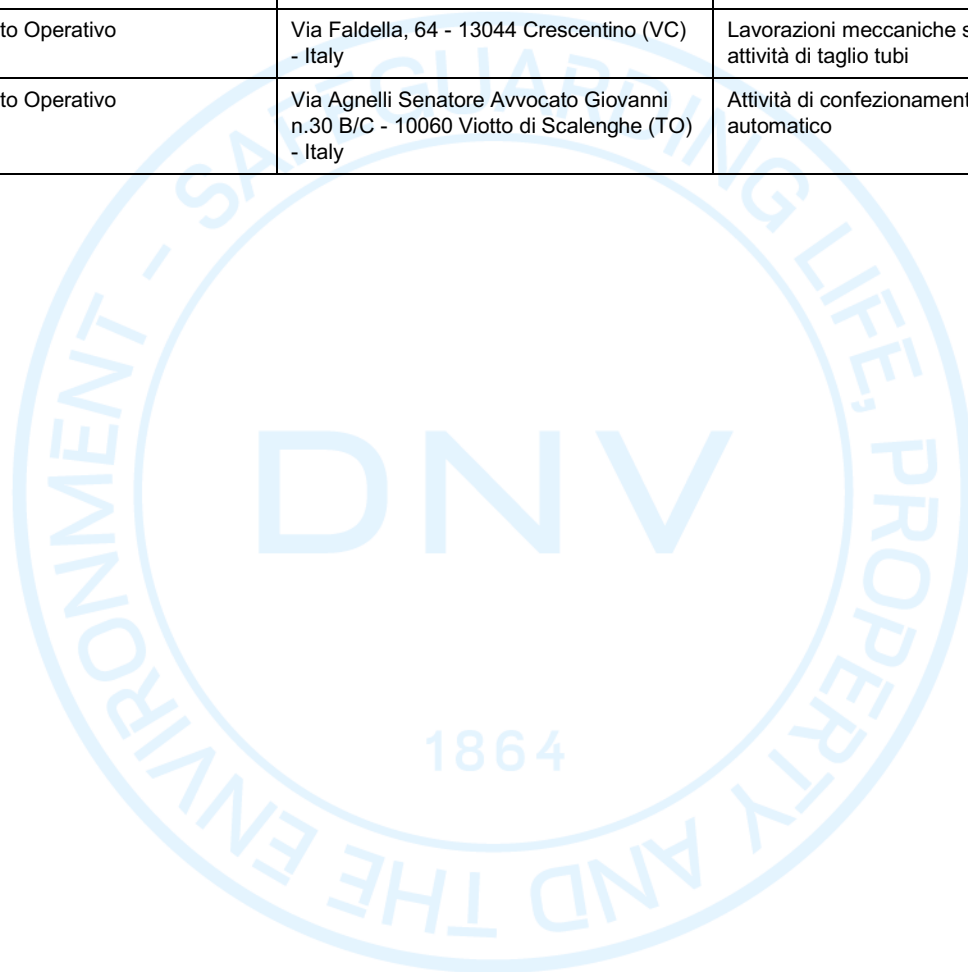 to Operativo
Via Faldella, 64 - 13044 Crescentino (VC)
- Italy
Lavorazioni meccaniche s
attività di taglio tubi
to Operativo
Via Agnelli Senatore Avvocato Giovanni
n.30 B/C - 10060 Viotto di Scalenghe (TO)
- Italy
Attività di confezionament
automatico
SAFEGUARDING LIFE, PROPERTY AND THE ENVIRONMENT -
DNV
1864